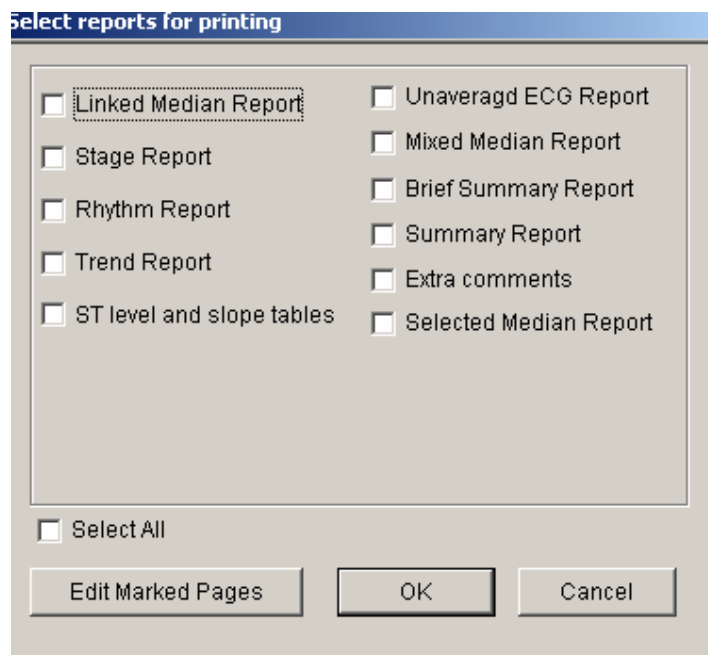 Select reports for printing
Linked Median Report
Stage Report
Rhythm Report
Trend Report
ST level and slope tables
Unaveragd ECG Report
Mixed Median Report
Brief Summary Report
Summary Report
Extra comments
Selected Median Report
Select All
Edit Marked Pages
OK
Cancel